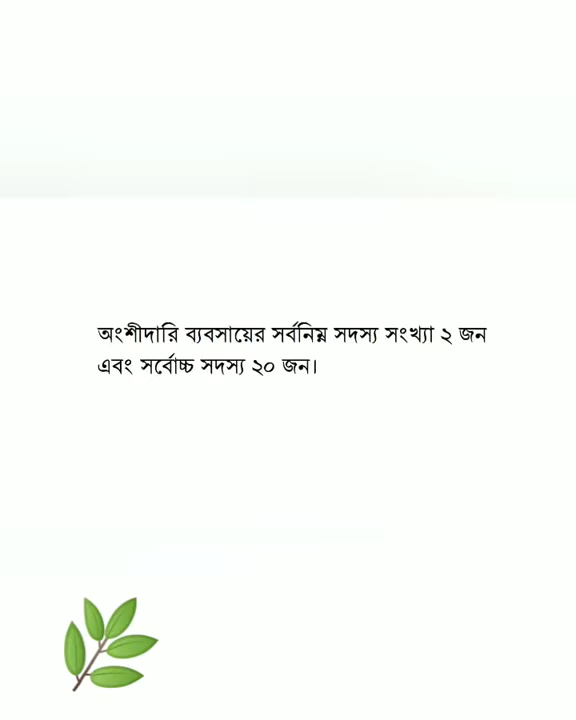 অংশীদারি ব্যবসায়ের সর্বনিম্ন সদস্য সংখ্যা ২ জন
এবং সর্বোচ্চ সদস্য ২০ জন।